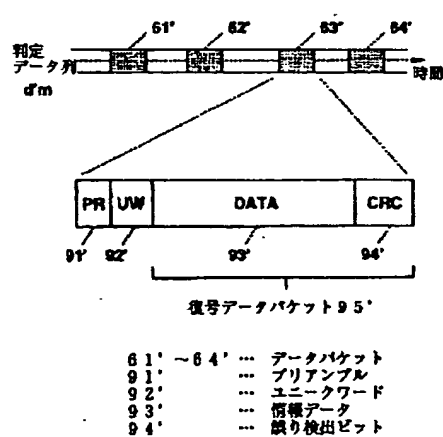 61' 62' 63' 64'
判定
データ列
d'm
時間
PR UW DATA CRC
91' 92' 93' 94'
復号データパケット95'
61'～64' … データパケット
91' … プリアンブル
92' … ユニークワード
93' … 情報データ
94' … 誤り検出ビット